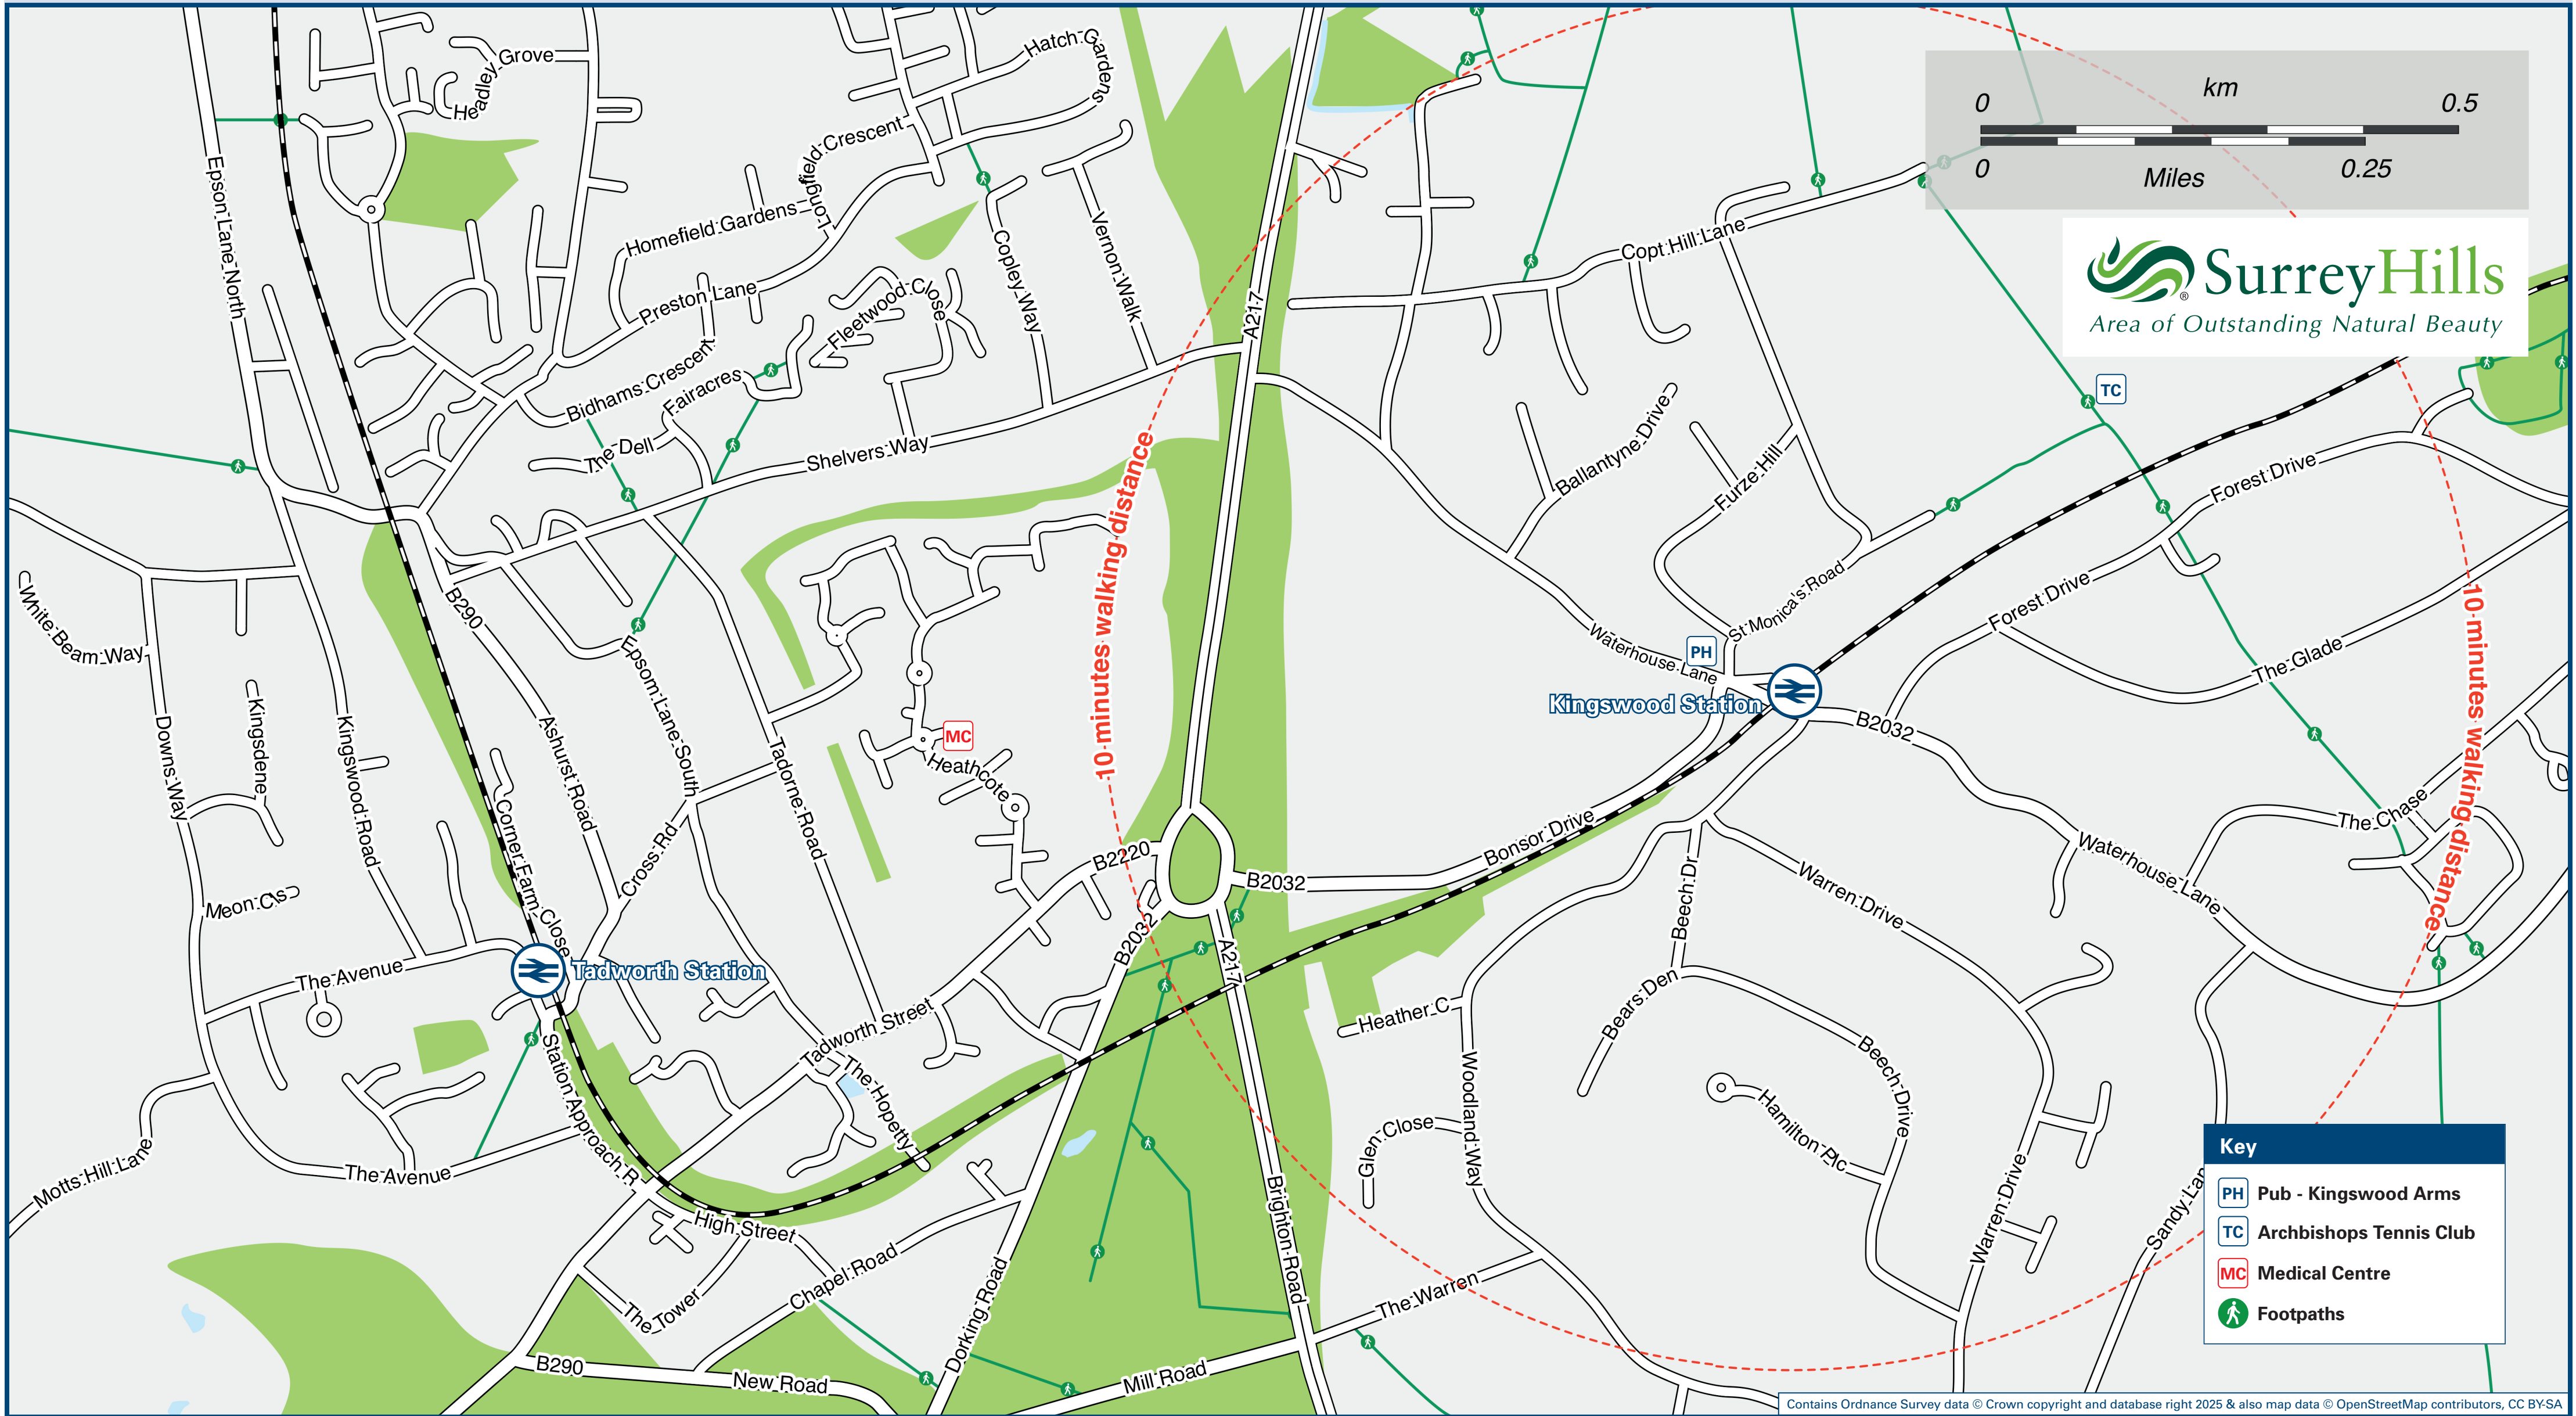 Hatch Gardens
Grove
Headley
km
0
0.5
0
0.25
Miles
Longfield Crescent
Epsom Lane North
Homefield Gardens
Vernon Walk
Copley Way
Copt Hill Lane
SurreyHills
®
Area of Outstanding Natural Beauty
Preston Lane
Fleetwood Close
A217
Bidhams Crescent
Fairacres
TC
The Dell
Shelvers Way
10 minutes walking distance
Ballantyne Drive
Furze Hill
Forest Drive
B290
White Beam Way
Epsom Lane South
St Monica's Road
Forest Drive
Waterhouse Lane
PH
The Glade
10 minutes walking distance
Kingswood Station
B2032
Kingsdene
Downs Way
Kingswood Road
Ashurst Road
Tadorne Road
MC
Heathcote
Corner Farm Close
Cross Rd
B2220
B2032
Bonsor Drive
The Chase
Beech Dr
Warren Drive
Waterhouse Lane
Meon Cls
B2032
A217
The Avenue
Tadworth Station
Tadworth Street
Heather C
Bears Den
Beech Drive
Station Approach R
The Hopetty
Woodland Way
Glen Close
Hamilton Plc
Motts Hill Lane
The Avenue
High Street
Chapel Road
The Tower
Dorking Road
Brighton Road
The Warren
Warren Drive
Sandy Lan
B290
New Road
Mill Road
Key
PH Pub - Kingswood Arms
TC Archbishops Tennis Club
MC Medical Centre
Footpaths
Contains Ordnance Survey data © Crown copyright and database right 2025 & also map data © OpenStreetMap contributors, CC BY-SA